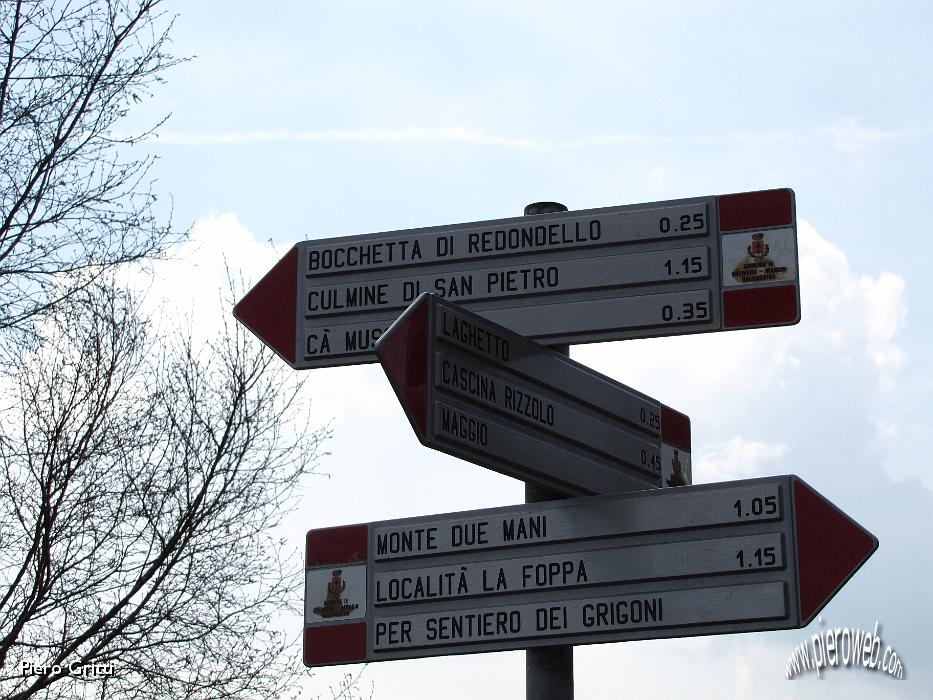 BOCCHETTA DI REDONDELLO 0.25
CULMINE DI SAN PIETRO 1.15
CÀ MUS 0.35
LAGHETTO
CASCINA RIZZOLO 0.25
MAGGIO 0.45
MONTE DUE MANI 1.05
LOCALITÀ LA FOPPA 1.15
PER SENTIERO DEI GRIGONI
Piero Gritti
www.pieroweb.com